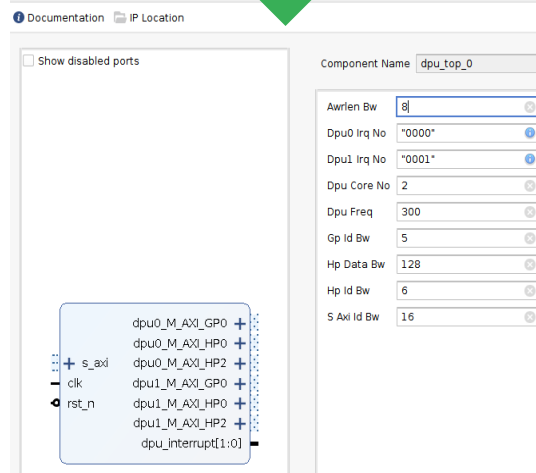 Documentation IP Location
Show disabled ports
Component Name dpu_top_0
Awrlen Bw 8
Dpu0 Irq No "0000"
Dpu1 Irq No "0001"
Dpu Core No 2
Dpu Freq 300
Gp Id Bw 5
Hp Data Bw 128
Hp Id Bw 6
S Axi Id Bw 16
dpu0_M_AXI_GP0
dpu0_M_AXI_HP0
s_axi dpu0_M_AXI_HP2
clk dpu1_M_AXI_GP0
rst_n dpu1_M_AXI_HP0
dpu1_M_AXI_HP2
dpu_interrupt[1:0]